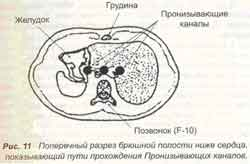 Грудина
Пронизывающие
каналы
Желудок
Позвонок (F-10)
Рис. 11 Поперечный разрез брюшной полости ниже сердца,
показывающий пути прохождения Пронизывающих каналов